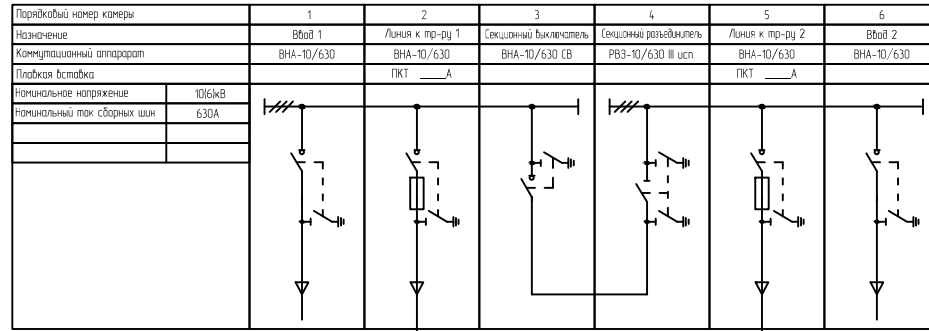 Порядковый номер камеры 1 2 3 4 5 6
Назначение Ввод 1 Линия к тр-ру 1 Секционный выключатель Секционный разъединитель Линия к тр-ру 2 Ввод 2
Коммутационный аппарарат ВНА-10/630 ВНА-10/630 ВНА-10/630 СВ РВЗ-10/630 III исп. ВНА-10/630 ВНА-10/630
Плавкая вставка ПКТ ____А ПКТ ____А
Номинальное напряжение 10(6)кВ
Номинальный ток сборных шин 630А